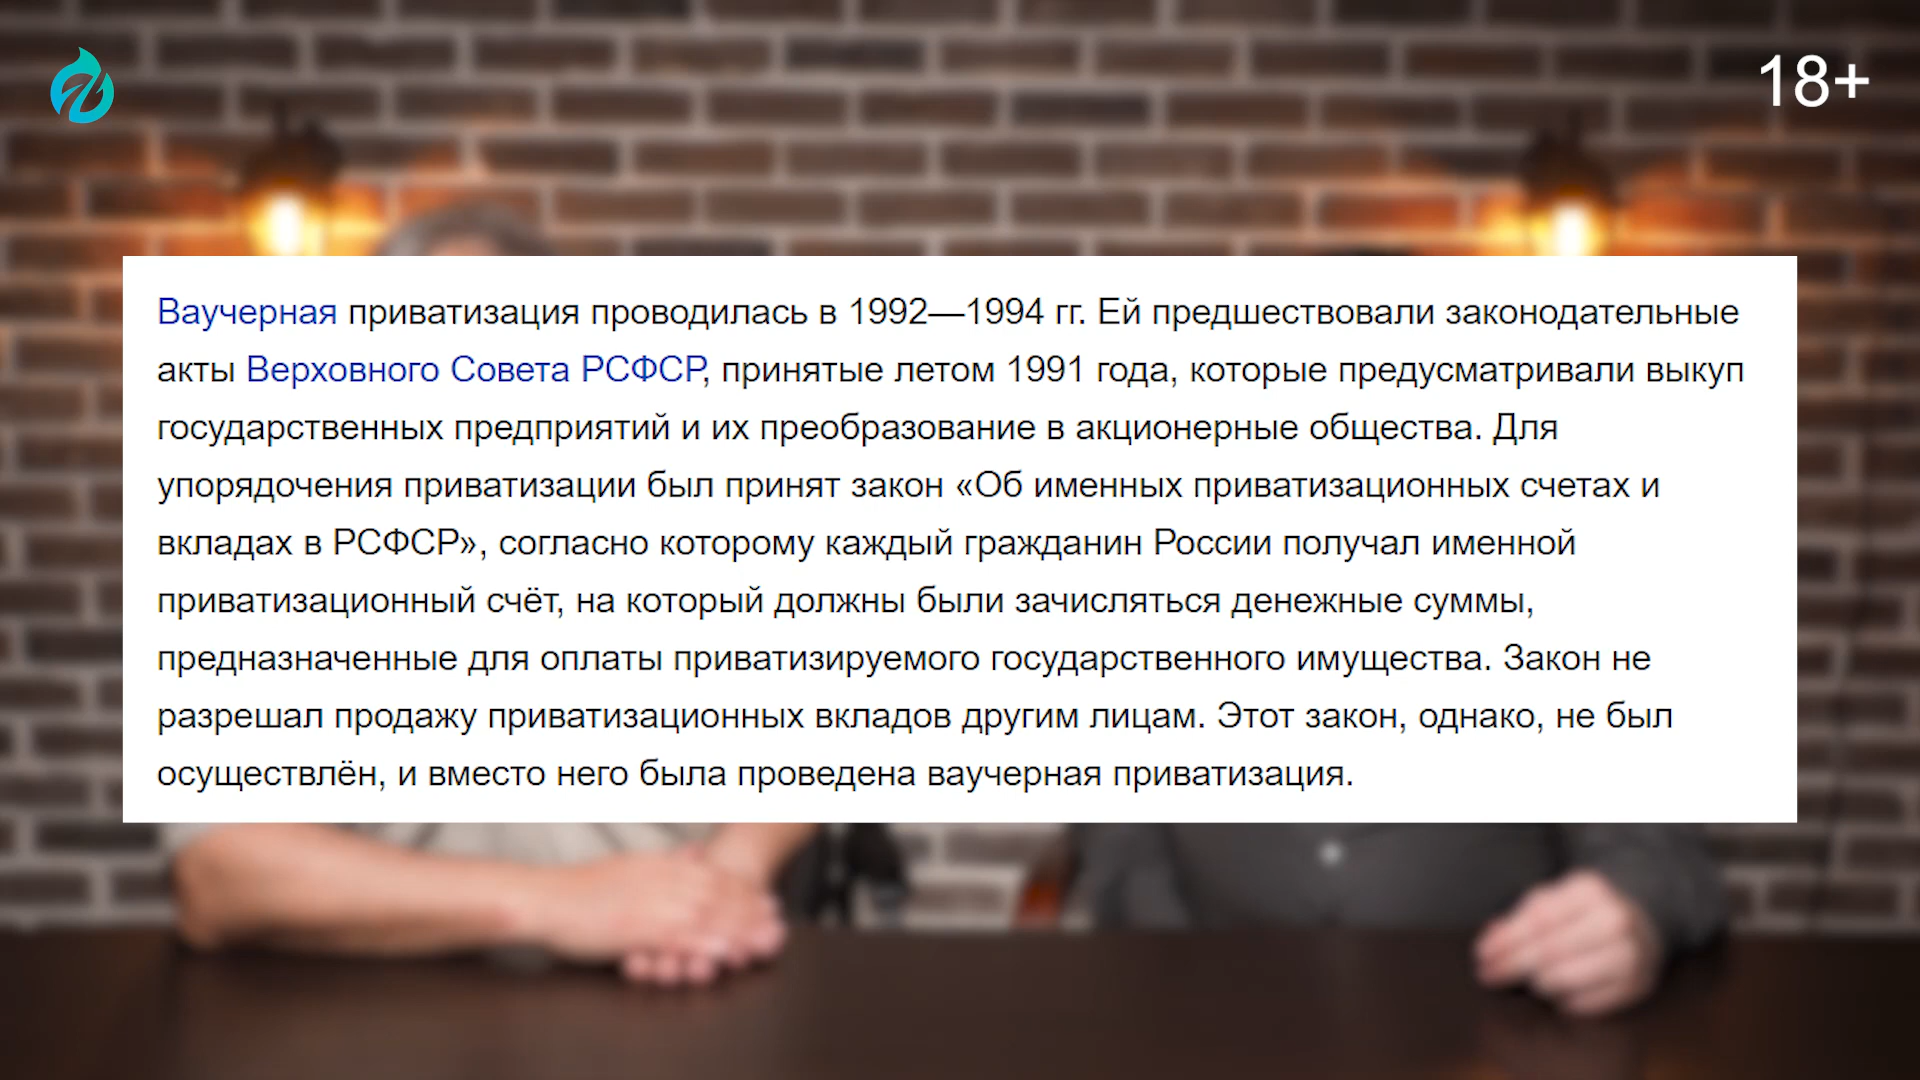 18+
Ваучерная приватизация проводилась в 1992—1994 гг. Ей предшествовали законодательные
акты Верховного Совета РСФСР, принятые летом 1991 года, которые предусматривали выкуп
государственных предприятий и их преобразование в акционерные общества. Для
упорядочения приватизации был принят закон «Об именных приватизационных счетах и
вкладах в РСФСР», согласно которому каждый гражданин России получал именной
приватизационный счёт, на который должны были зачисляться денежные суммы,
предназначенные для оплаты приватизируемого государственного имущества. Закон не
разрешал продажу приватизационных вкладов другим лицам. Этот закон, однако, не был
осуществлён, и вместо него была проведена ваучерная приватизация.